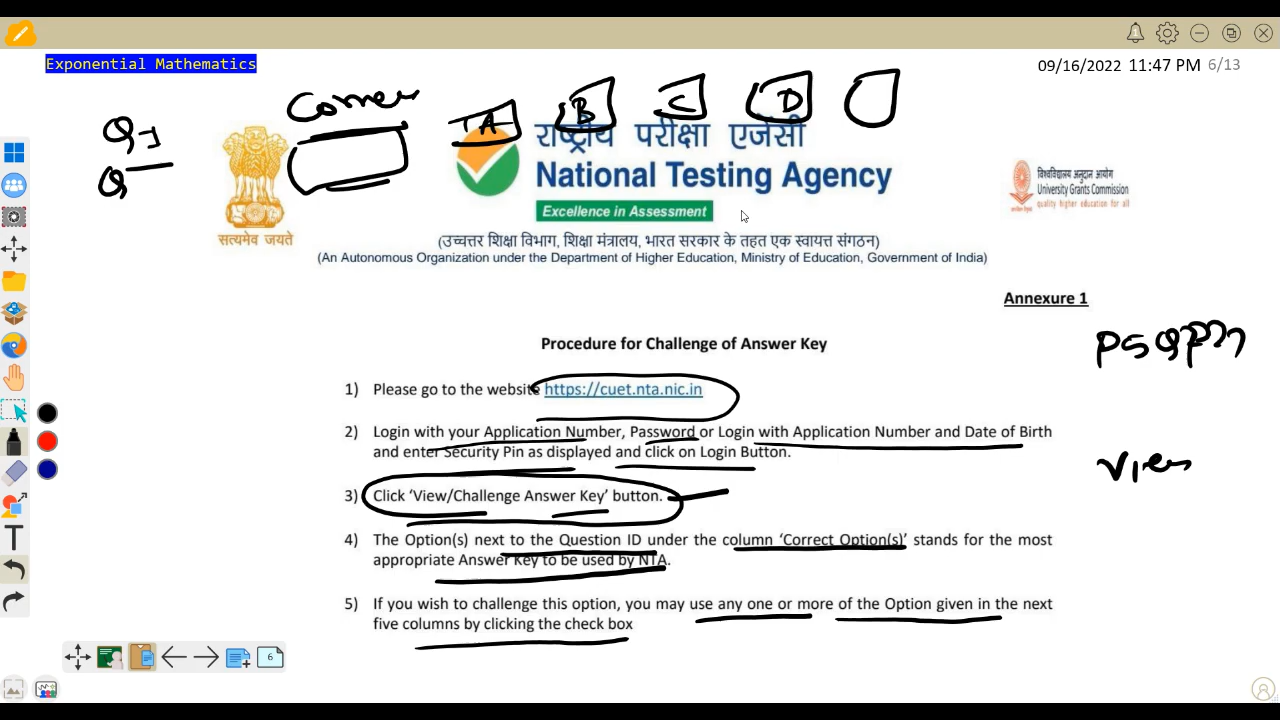 Exponential Mathematics
09/16/2022 11:47 PM 6/13
Q1
Q
A
B
C
D
सत्यमेव जयते
राष्ट्रीय परीक्षा एजेंसी
National Testing Agency
Excellence in Assessment
विश्वविद्यालय अनुदान आयोग
University Grants Commission
quality higher education for all
(उच्चत्तर शिक्षा विभाग, शिक्षा मंत्रालय, भारत सरकार के तहत एक स्वायत्त संगठन)
(An Autonomous Organization under the Department of Higher Education, Ministry of Education, Government of India)
Annexure 1
Procedure for Challenge of Answer Key
1) Please go to the website https://cuet.nta.nic.in
2) Login with your Application Number, Password or Login with Application Number and Date of Birth
and enter Security Pin as displayed and click on Login Button.
3) Click ‘View/Challenge Answer Key’ button.
View
4) The Option(s) next to the Question ID under the column ‘Correct Option(s)’ stands for the most
appropriate Answer Key to be used by NTA.
5) If you wish to challenge this option, you may use any one or more of the Option given in the next
five columns by clicking the check box
6